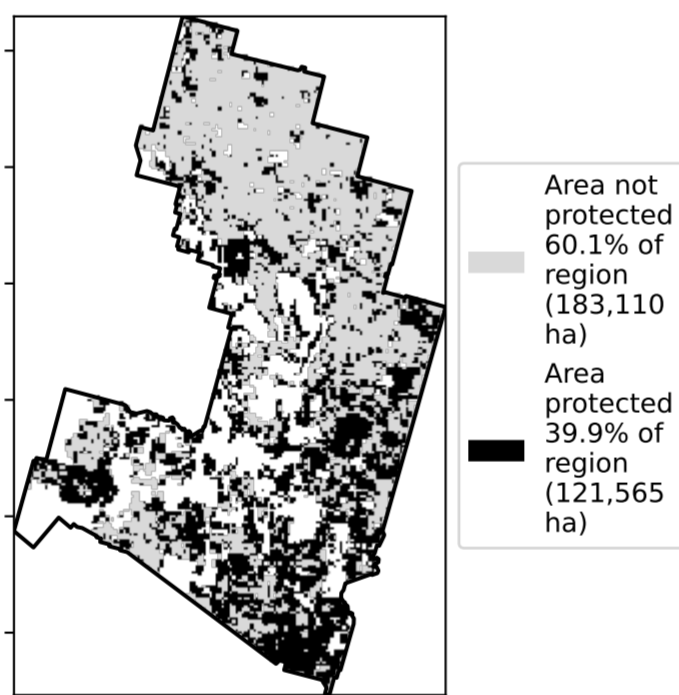 Area not
protected
60.1% of
region
(183,110
ha)
Area
protected
39.9% of
region
(121,565
ha)